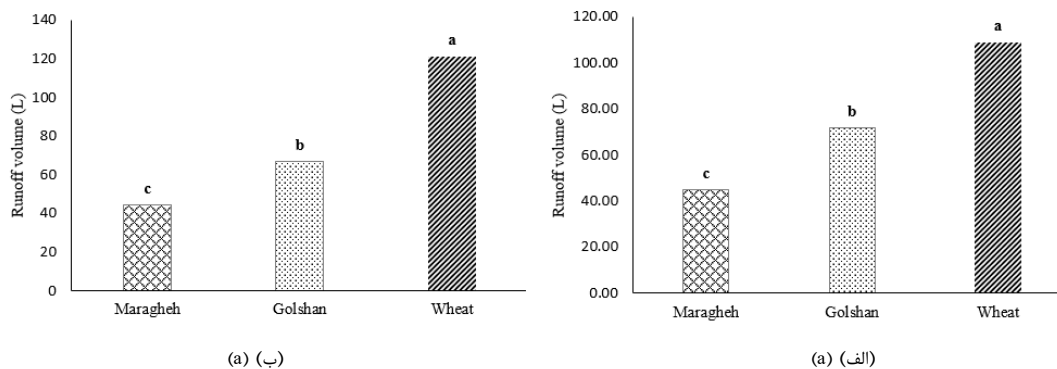 Runoff volume (L)
140
120
100
80
60
40
20
0
c
b
a
Maragheh
Golshan
Wheat
(a) (ب)
Runoff volume (L)
120.00
100.00
80.00
60.00
40.00
20.00
0.00
c
b
a
Maragheh
Golshan
Wheat
(a) (الف)